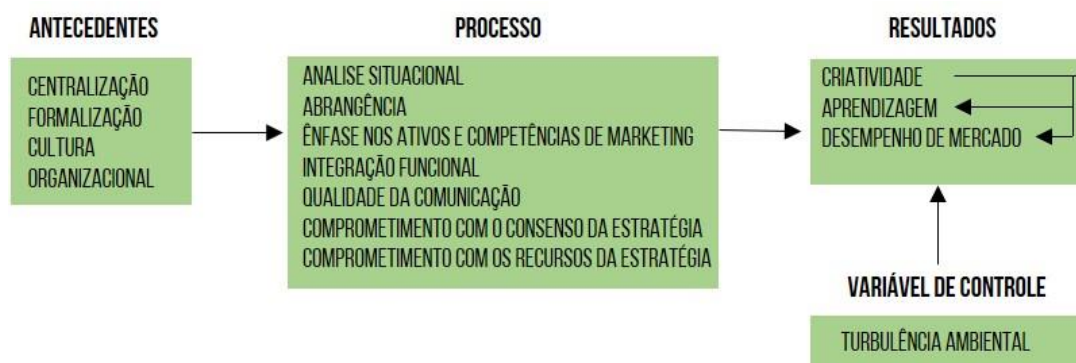 ANTECEDENTES
CENTRALIZAÇÃO
FORMALIZAÇÃO
CULTURA
ORGANIZACIONAL
PROCESSO
ANALISE SITUACIONAL
ABRANGÊNCIA
ÊNFASE NOS ATIVOS E COMPETÊNCIAS DE MARKETING
INTEGRAÇÃO FUNCIONAL
QUALIDADE DA COMUNICAÇÃO
COMPROMETIMENTO COM O CONSENSO DA ESTRATÉGIA
COMPROMETIMENTO COM OS RECURSOS DA ESTRATÉGIA
RESULTADOS
CRIATIVIDADE
APRENDIZAGEM
DESEMPENHO DE MERCADO
VARIÁVEL DE CONTROLE
TURBULÊNCIA AMBIENTAL